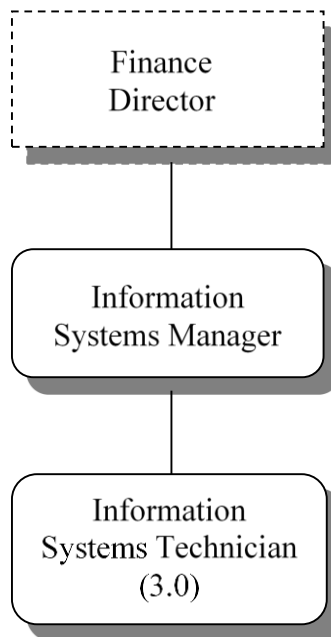 Finance
Director
Information
Systems Manager
Information
Systems Technician
(3.0)